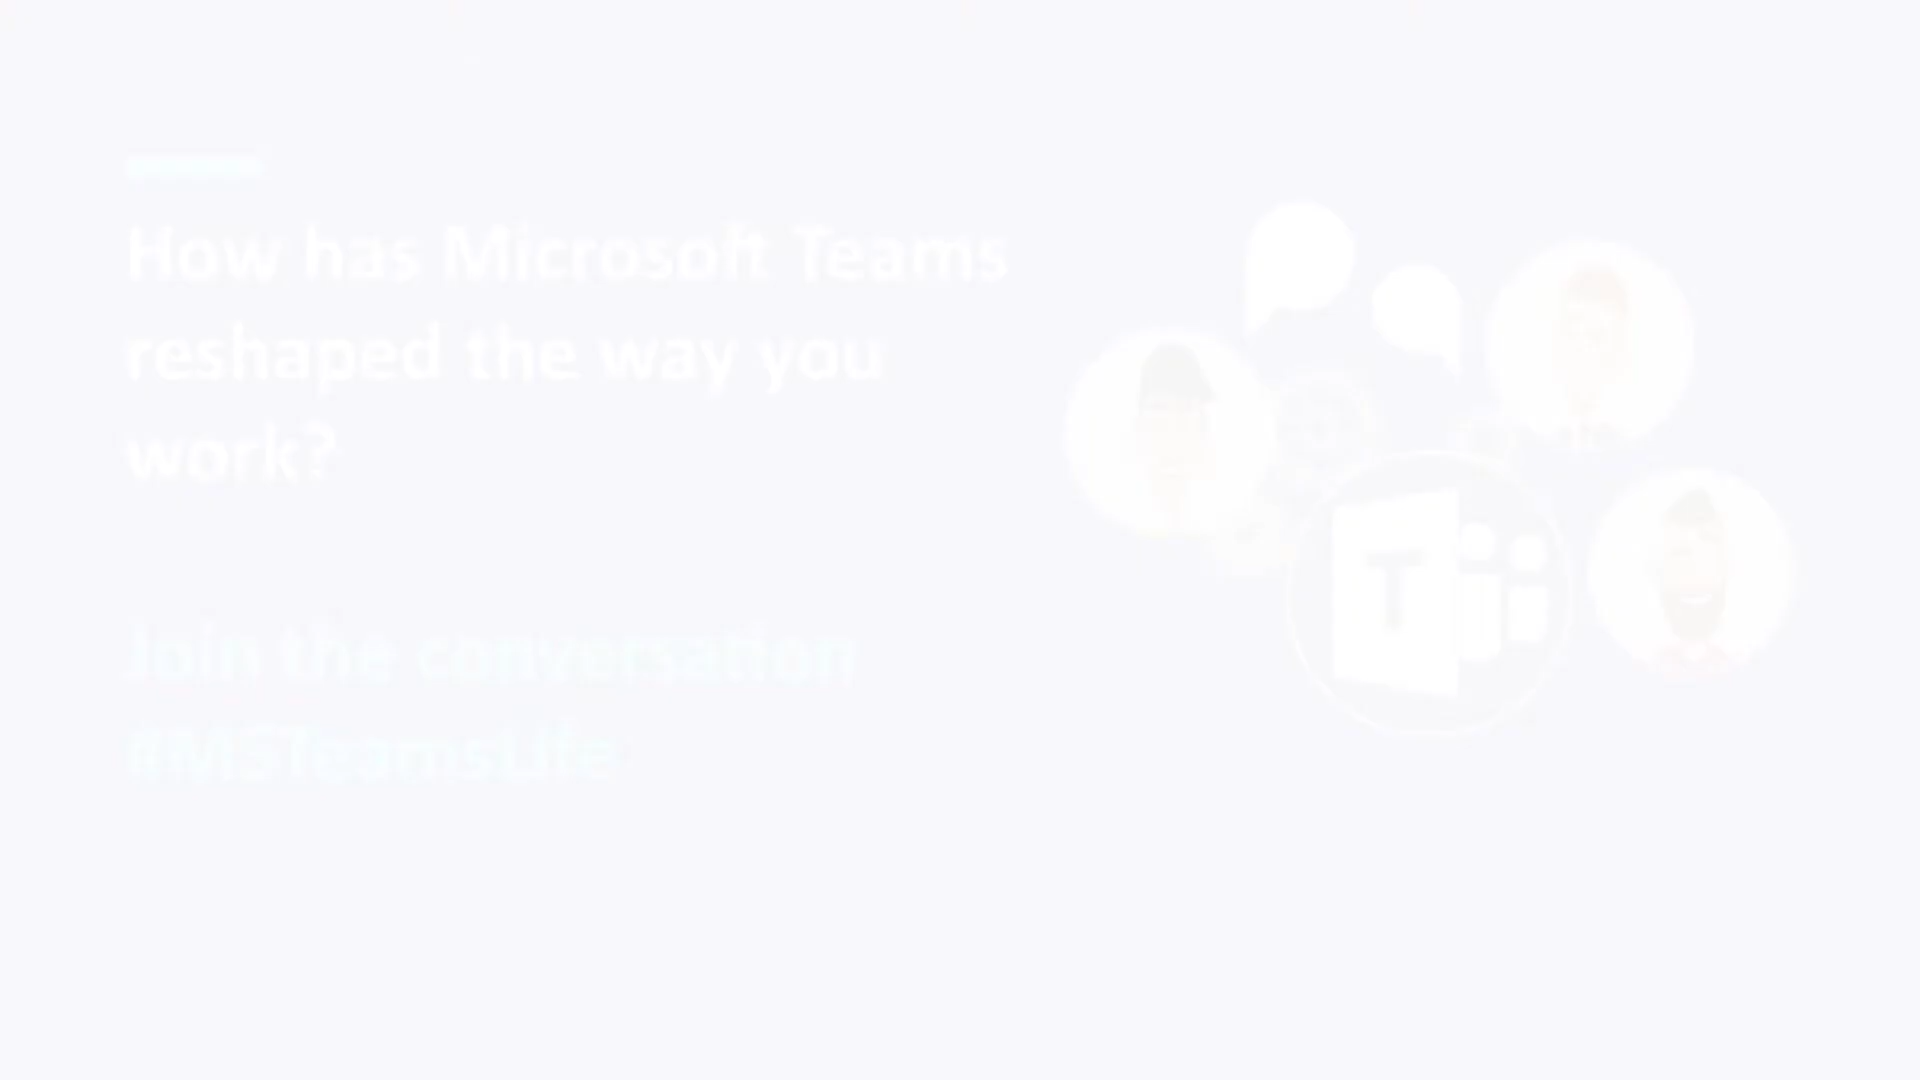 How has Microsoft Teams
reshaped the way you
work?
Join the conversation
#MSTeamsLife
T